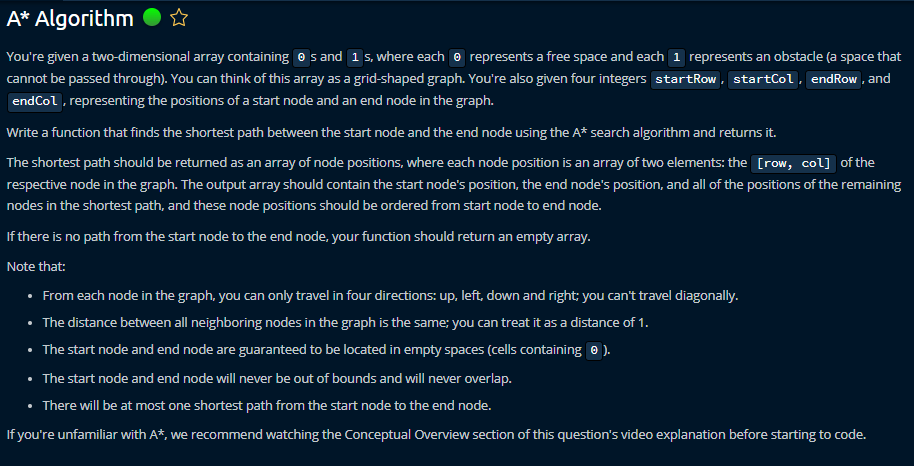 A* Algorithm
You're given a two-dimensional array containing 0 s and 1 s, where each 0 represents a free space and each 1 represents an obstacle (a space that
cannot be passed through). You can think of this array as a grid-shaped graph. You're also given four integers startRow , startCol , endRow , and
endCol , representing the positions of a start node and an end node in the graph.
Write a function that finds the shortest path between the start node and the end node using the A* search algorithm and returns it.
The shortest path should be returned as an array of node positions, where each node position is an array of two elements: the [row, col] of the
respective node in the graph. The output array should contain the start node's position, the end node's position, and all of the positions of the remaining
nodes in the shortest path, and these node positions should be ordered from start node to end node.
If there is no path from the start node to the end node, your function should return an empty array.
Note that:
• From each node in the graph, you can only travel in four directions: up, left, down and right; you can't travel diagonally.
• The distance between all neighboring nodes in the graph is the same; you can treat it as a distance of 1.
• The start node and end node are guaranteed to be located in empty spaces (cells containing 0 ).
• The start node and end node will never be out of bounds and will never overlap.
• There will be at most one shortest path from the start node to the end node.
If you're unfamiliar with A*, we recommend watching the Conceptual Overview section of this question's video explanation before starting to code.